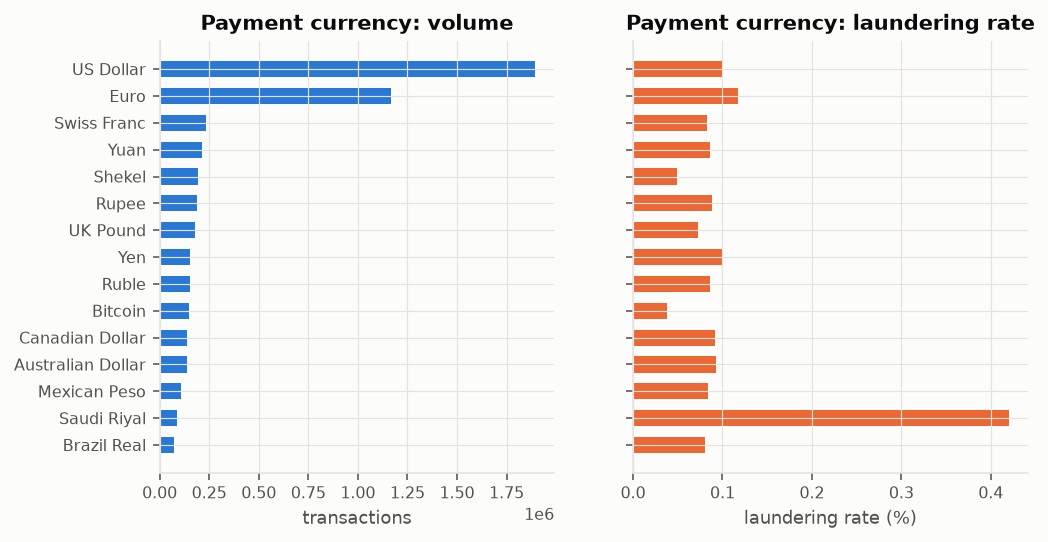 Payment currency: volume
US Dollar
Euro
Swiss Franc
Yuan
Shekel
Rupee
UK Pound
Yen
Ruble
Bitcoin
Canadian Dollar
Australian Dollar
Mexican Peso
Saudi Riyal
Brazil Real
0.00 0.25 0.50 0.75 1.00 1.25 1.50 1.75
1e6
transactions
Payment currency: laundering rate
0.0 0.1 0.2 0.3 0.4
laundering rate (%)